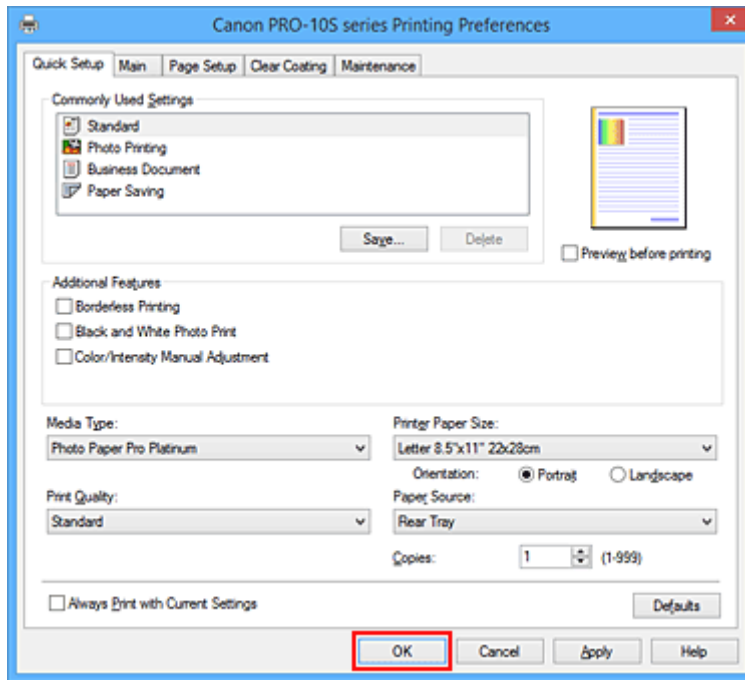 Canon PRO-10S series Printing Preferences
Quick Setup Main Page Setup Clear Coating Maintenance
Commonly Used Settings
Standard
Photo Printing
Business Document
Paper Saving
Save... Delete
Preview before printing
Additional Features
Borderless Printing
Black and White Photo Print
Color/Intensity Manual Adjustment
Media Type: Printer Paper Size:
Photo Paper Pro Platinum Letter 8.5"x11" 22x28cm
Orientation: Portrait Landscape
Print Quality: Paper Source:
Standard Rear Tray
Copies: 1 (1-999)
Always Print with Current Settings Defaults
OK Cancel Apply Help